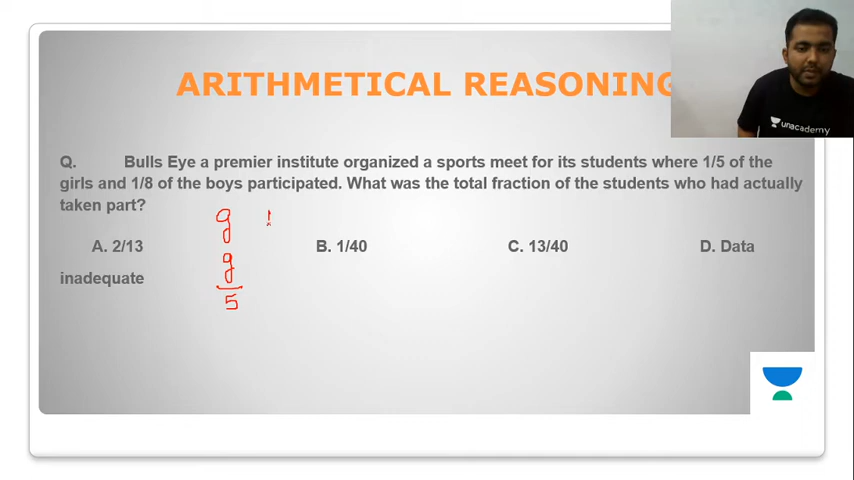 ARITHMETICAL REASONING
unacademy
Q. Bulls Eye a premier institute organized a sports meet for its students where 1/5 of the
girls and 1/8 of the boys participated. What was the total fraction of the students who had actually
taken part?
g
A. 2/13 B. 1/40 C. 13/40 D. Data
inadequate
g
5